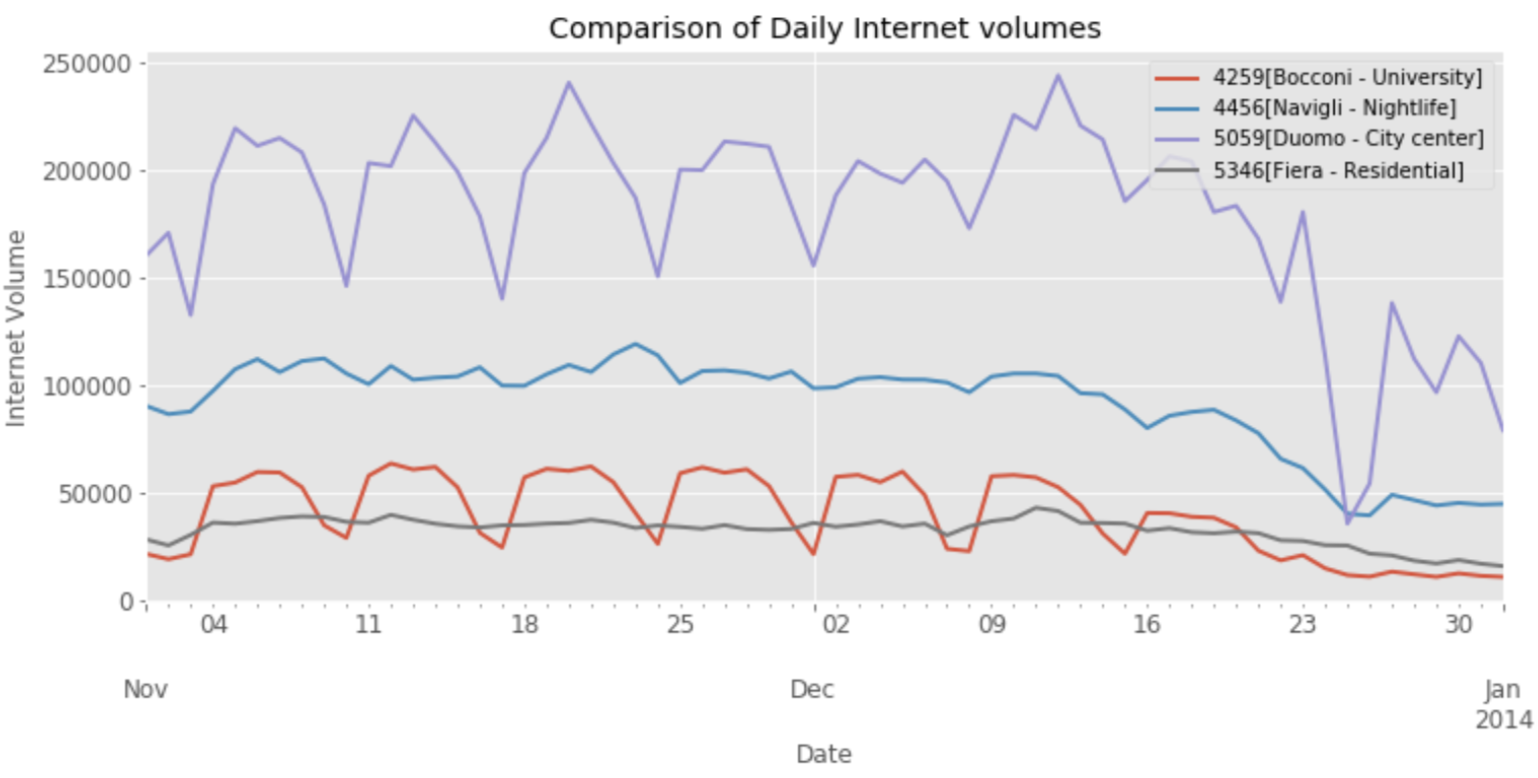 Comparison of Daily Internet volumes
250000
200000
150000
100000
50000
0
Internet Volume
4259[Bocconi - University]
4456[Navigli - Nightlife]
5059[Duomo - City center]
5346[Fiera - Residential]
04 11 18 25 02 09 16 23 30
Nov Dec Jan
2014
Date